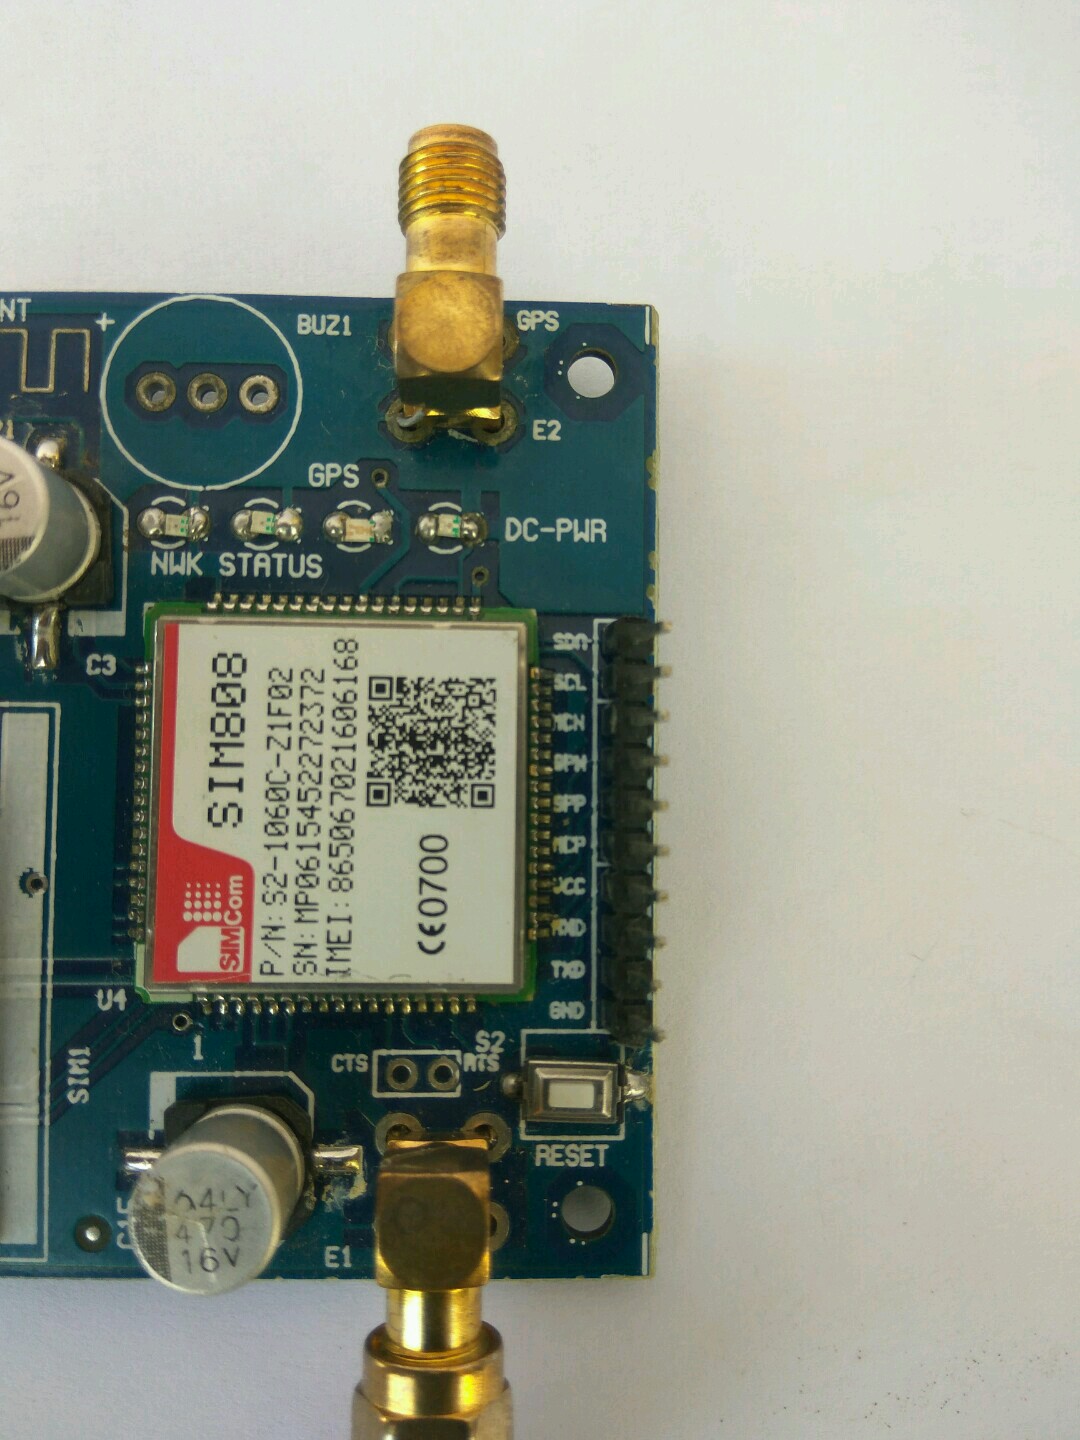 NT
+
BUZ1
GPS
E2
GPS
DC-PWR
NWK STATUS
C3
SIM808
P/N: S2-1060C-Z1F02
SN: MP0615452272372
IMEI: 865067021606168
CE0700
SIMCom
SDA
SCL
VCC
RXD
TXD
GND
U4
1
SIM1
S2
CTS
RTS
RESET
E1
C15
470
16V